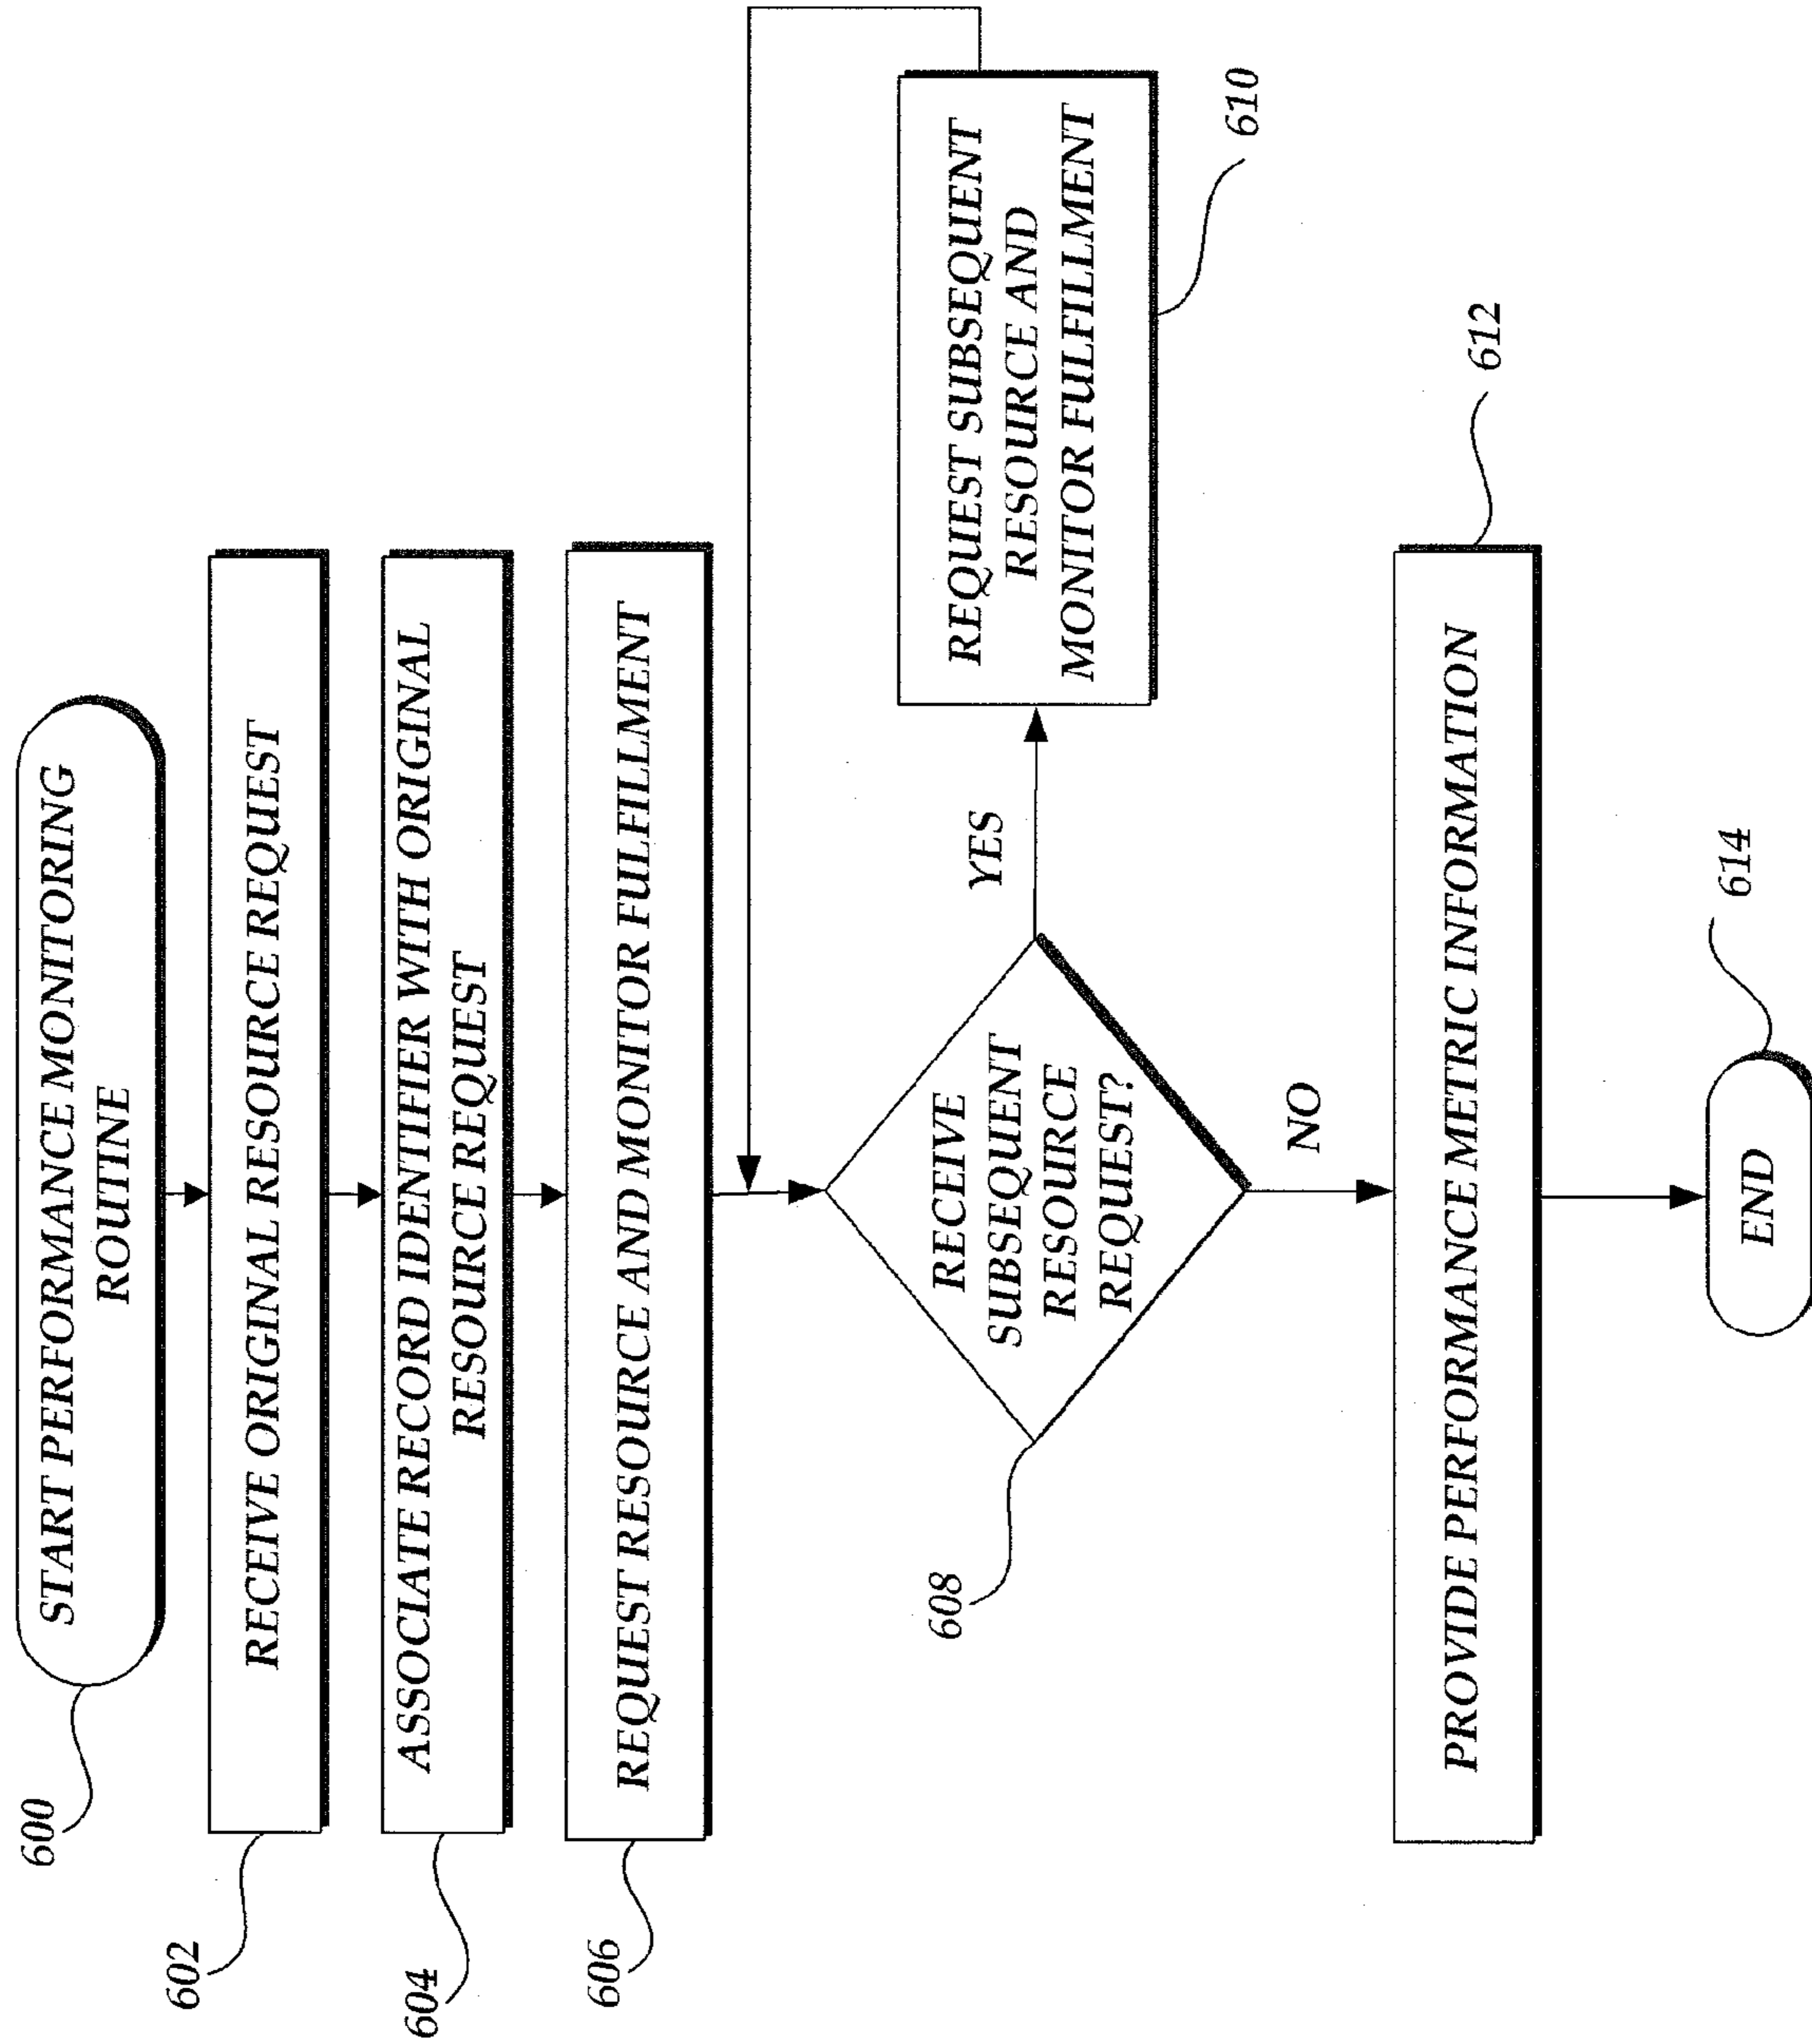 600
START PERFORMANCE MONITORING
ROUTINE
602
RECEIVE ORIGINAL RESOURCE REQUEST
604
ASSOCIATE RECORD IDENTIFIER WITH ORIGINAL
RESOURCE REQUEST
606
REQUEST RESOURCE AND MONITOR FULFILLMENT
608
RECEIVE
SUBSEQUENT
RESOURCE
REQUEST?
YES
REQUEST SUBSEQUENT
RESOURCE AND
MONITOR FULFILLMENT
610
NO
PROVIDE PERFORMANCE METRIC INFORMATION
612
END
614